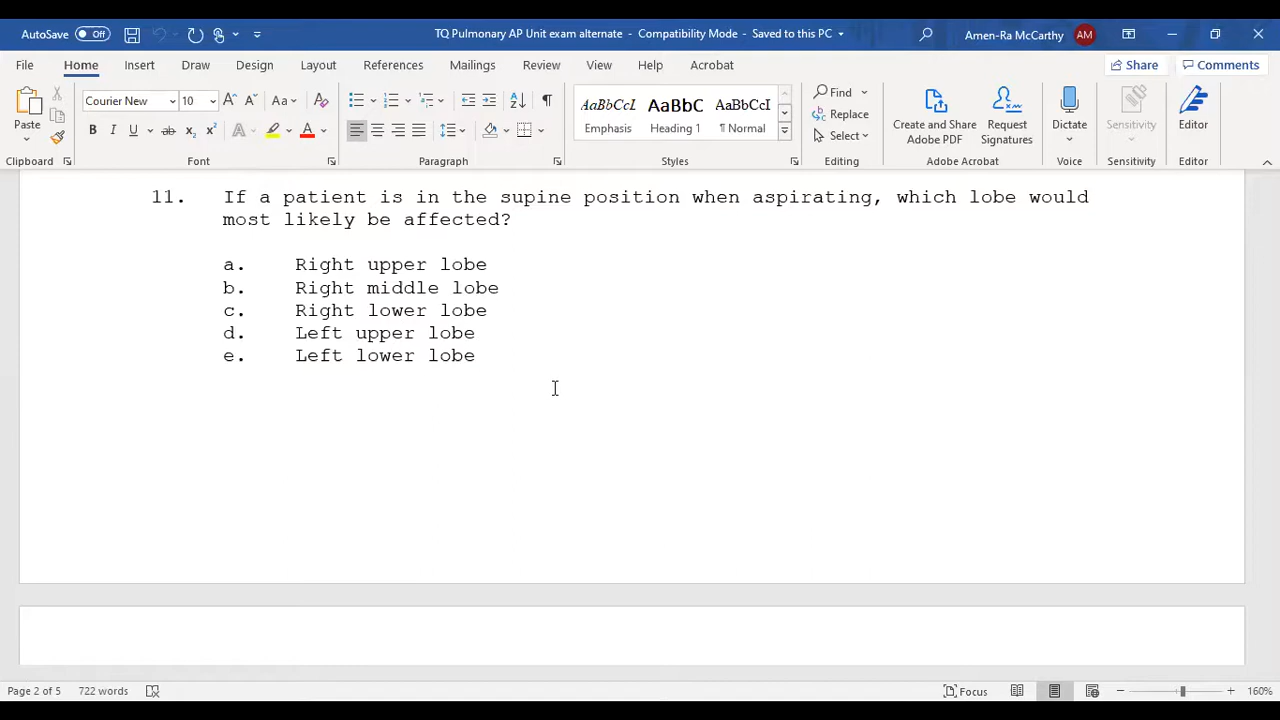 AutoSave Off TQ Pulmonary AP Unit exam alternate - Compatibility Mode - Saved to this PC Amen-Ra McCarthy AM
File Home Insert Draw Design Layout References Mailings Review View Help Acrobat Share Comments
Paste
Courier New 10 Aa
B I U ab x₂ x² A A
AaBbCcI AaBbC AaBbCcI
Emphasis Heading 1 ¶ Normal
Find
Replace
Select
Create and Share Adobe PDF
Request Signatures
Dictate
Sensitivity
Editor
Clipboard Font Paragraph Styles Editing Adobe Acrobat Voice Sensitivity Editor
11. If a patient is in the supine position when aspirating, which lobe would
most likely be affected?
a. Right upper lobe
b. Right middle lobe
c. Right lower lobe
d. Left upper lobe
e. Left lower lobe
Page 2 of 5 722 words Focus 160%